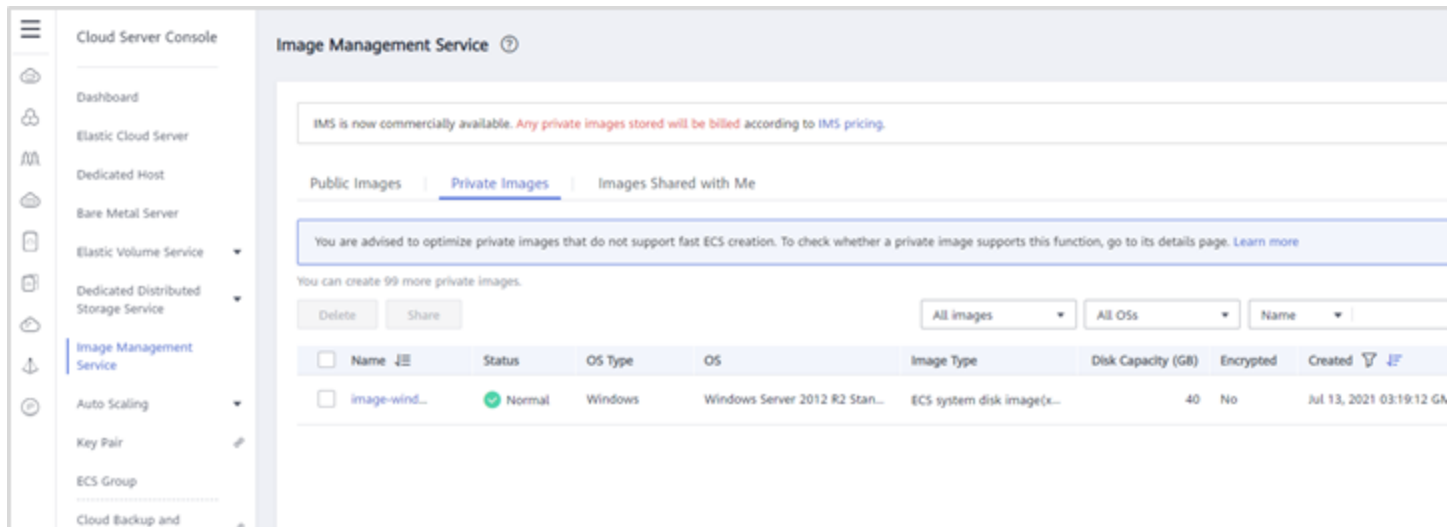 Cloud Server Console
Dashboard
Elastic Cloud Server
Dedicated Host
Bare Metal Server
Elastic Volume Service
Dedicated Distributed
Storage Service
Image Management
Service
Auto Scaling
Key Pair
ECS Group
Cloud Backup and
Image Management Service
IMS is now commercially available. Any private images stored will be billed according to IMS pricing.
Public Images Private Images Images Shared with Me
You are advised to optimize private images that do not support fast ECS creation. To check whether a private image supports this function, go to its details page. Learn more
You can create 99 more private images.
Delete Share All images All OSs Name
Name Status OS Type OS Image Type Disk Capacity (GB) Encrypted Created
image-wind... Normal Windows Windows Server 2012 R2 Stan... ECS system disk image(x... 40 No Jul 13, 2021 03:19:12 GM